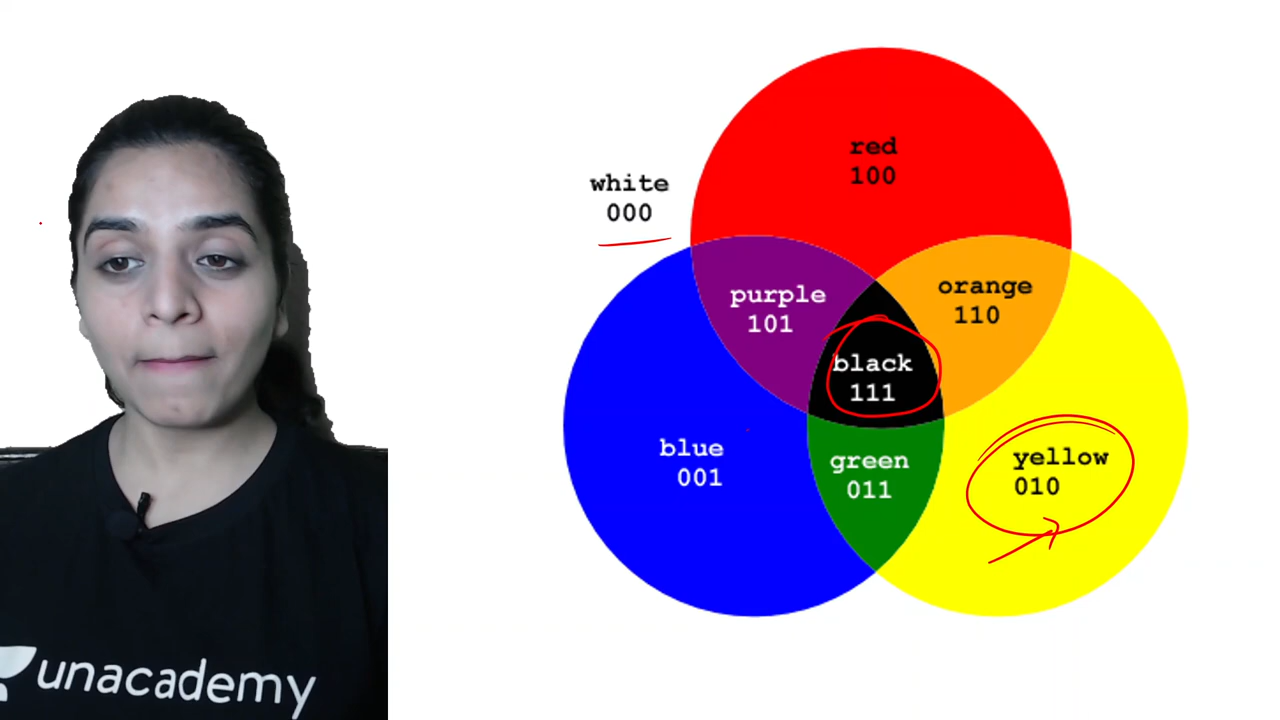 red
100
white
000
purple
101
orange
110
black
111
blue
001
green
011
yellow
010
unacademy